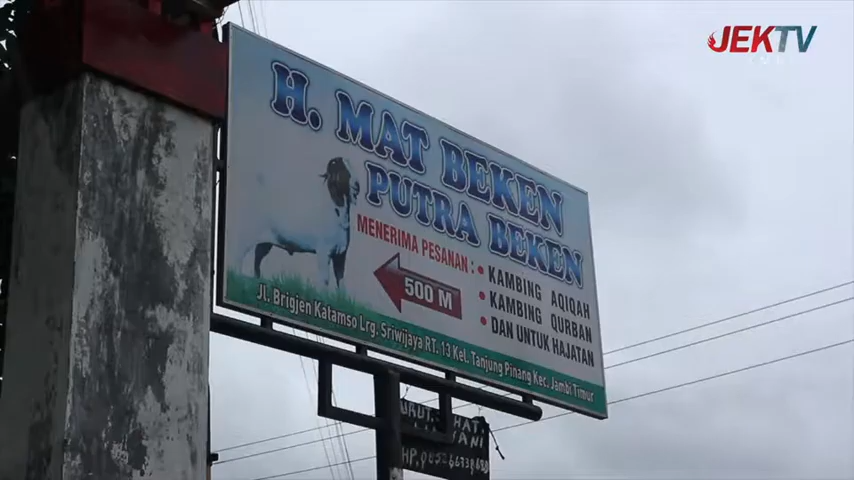 JEKTV
H. MAT BEKEN
PUTRA BEKEN
MENERIMA PESANAN :
• KAMBING AQIQAH
• KAMBING QURBAN
• DAN UNTUK HAJATAN
500 M
Jl. Brigjen Katamso Lrg. Sriwijaya RT. 13 Kel. Tanjung Pinang Kec. Jambi Timur